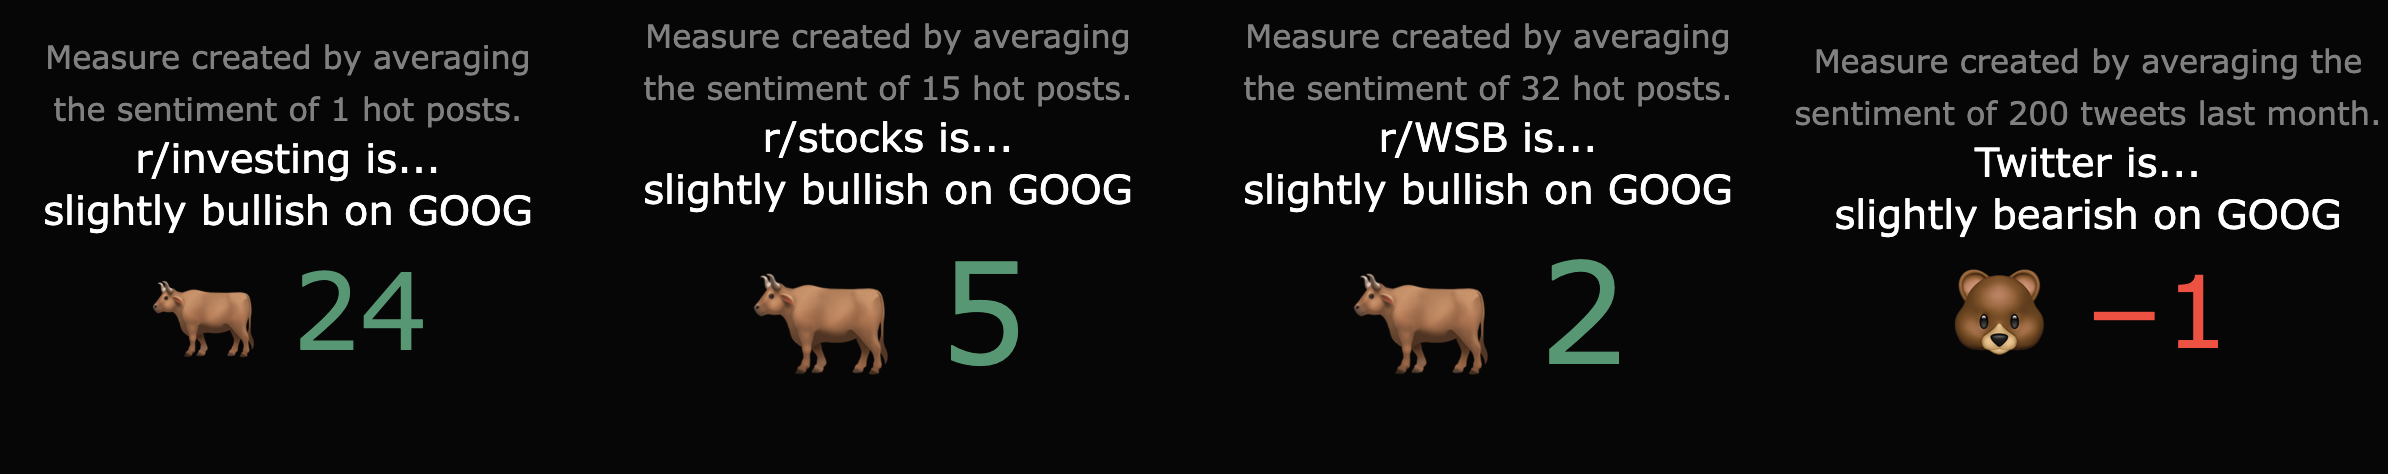 Measure created by averaging
the sentiment of 1 hot posts.
r/investing is...
slightly bullish on GOOG
24
Measure created by averaging
the sentiment of 15 hot posts.
r/stocks is...
slightly bullish on GOOG
5
Measure created by averaging
the sentiment of 32 hot posts.
r/WSB is...
slightly bullish on GOOG
2
Measure created by averaging the
sentiment of 200 tweets last month.
Twitter is...
slightly bearish on GOOG
−1